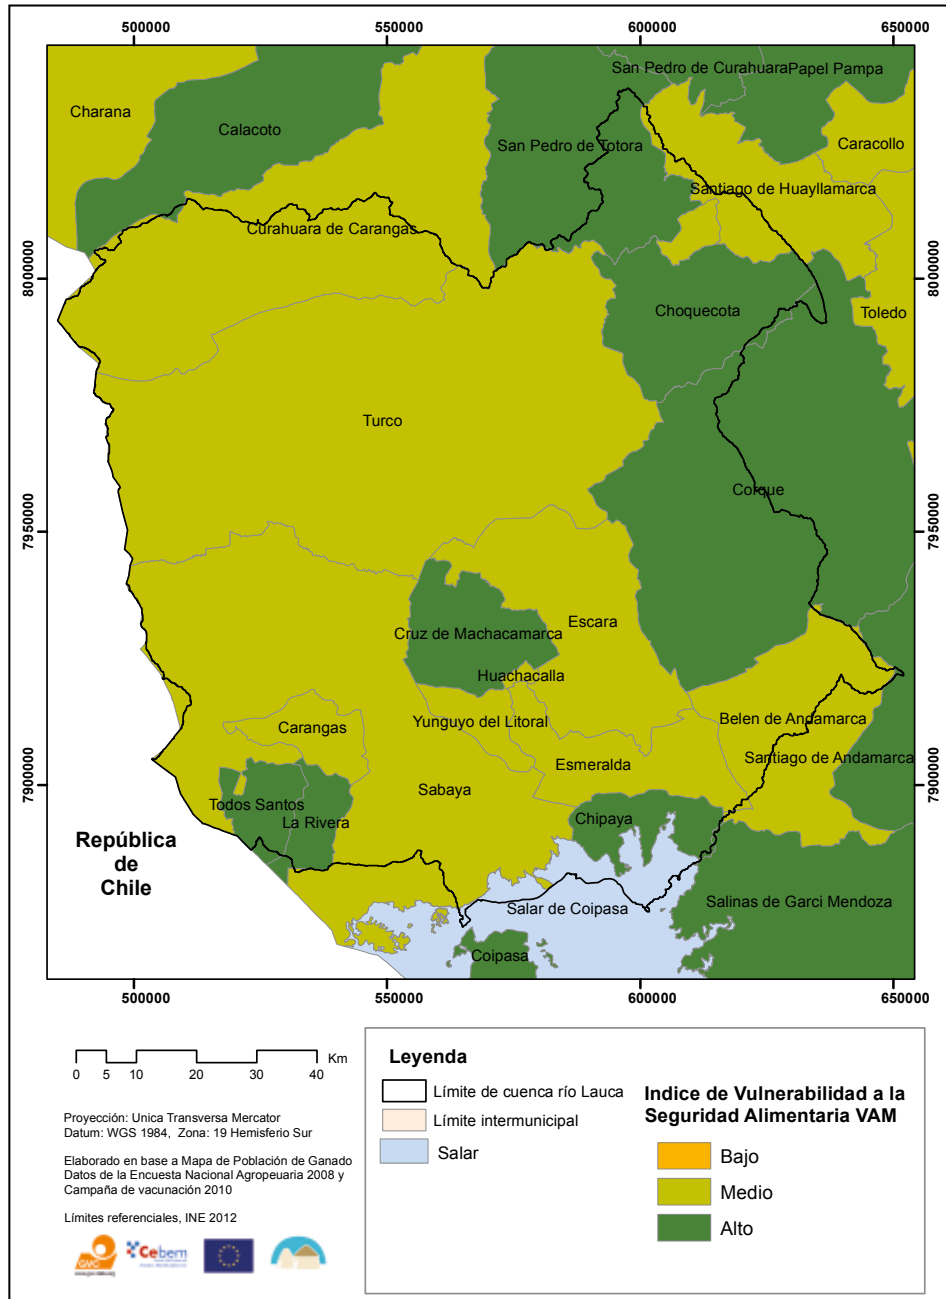 500000
550000
600000
650000
San Pedro de Curahuara
Papel Pampa
Charana
Calacoto
San Pedro de Totora
Caracollo
Santiago de Huayllamarca
Curahuara de Carangas
8000000
8000000
Choquecota
Toledo
Turco
Corque
7950000
7950000
Cruz de Machacamarca
Escara
Huachacalla
Carangas
Yunguyo del Litoral
Belen de Andamarca
Esmeralda
Santiago de Andamarca
7900000
7900000
Sabaya
Todos Santos
La Rivera
Chipaya
República
de
Chile
Salar de Coipasa
Salinas de Garci Mendoza
Coipasa
500000
550000
600000
650000
Km
0 5 10 20 30 40
Proyección: Unica Transversa Mercator
Datum: WGS 1984, Zona: 19 Hemisferio Sur
Elaborado en base a Mapa de Población de Ganado
Datos de la Encuesta Nacional Agropeuaria 2008 y
Campaña de vacunación 2010
Límites referenciales, INE 2012
GVC
Cebem
Leyenda
Límite de cuenca río Lauca
Límite intermunicipal
Salar
Indice de Vulnerabilidad a la
Seguridad Alimentaria VAM
Bajo
Medio
Alto